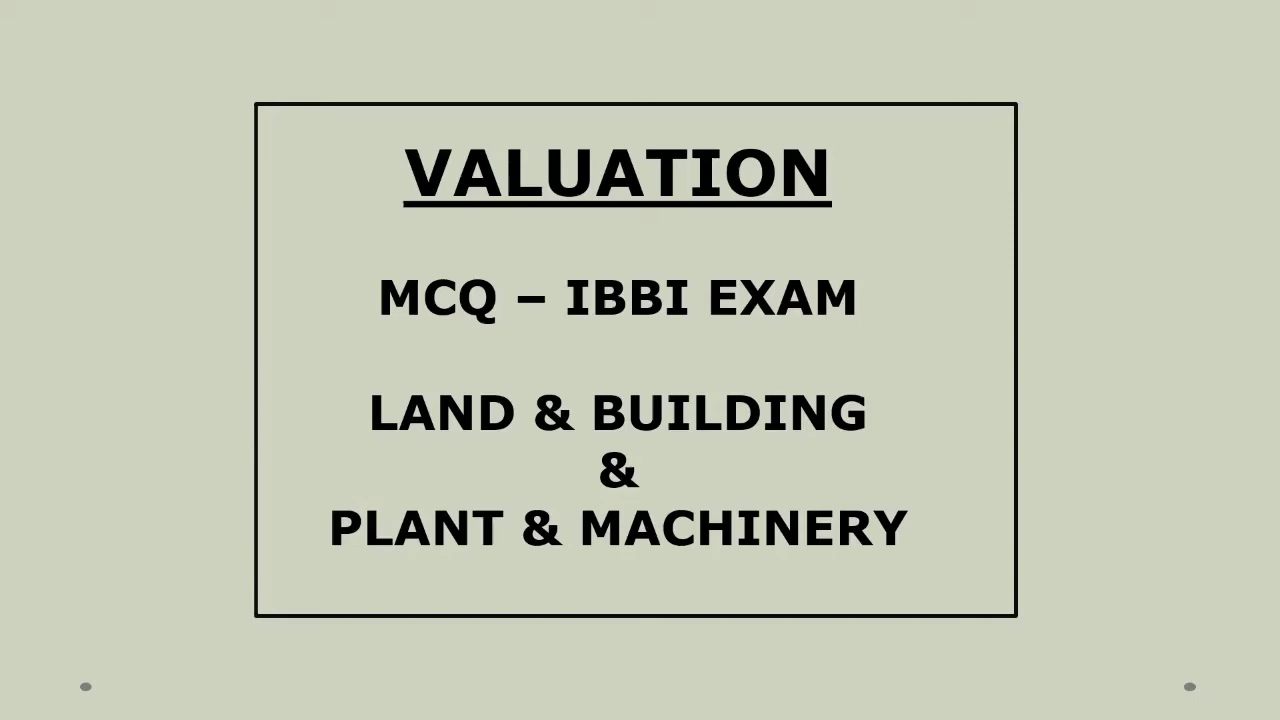 VALUATION
MCQ – IBBI EXAM
LAND & BUILDING
&
PLANT & MACHINERY